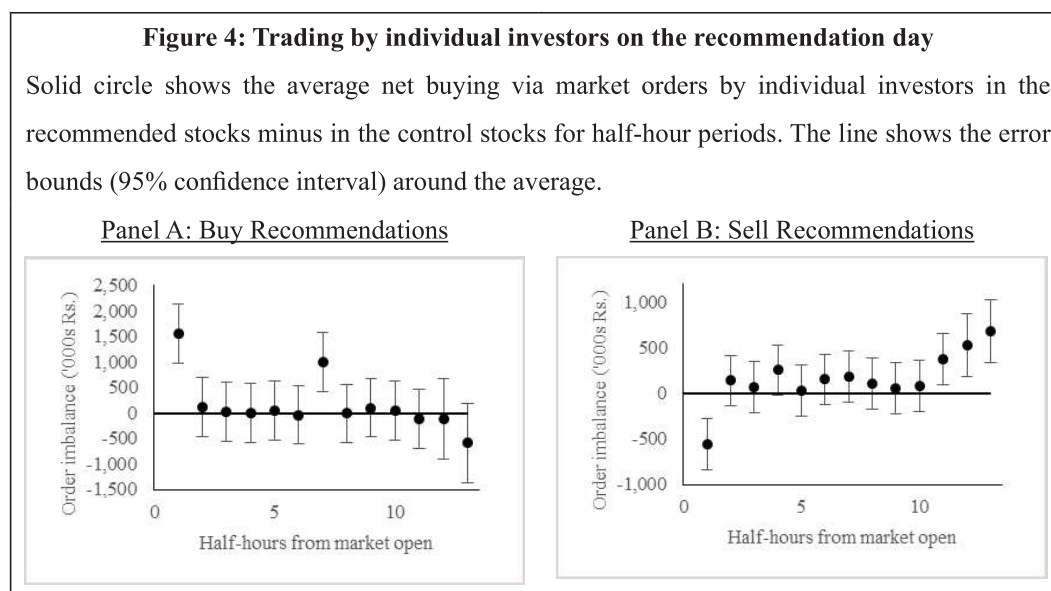 Figure 4: Trading by individual investors on the recommendation day
Solid circle shows the average net buying via market orders by individual investors in the
recommended stocks minus in the control stocks for half-hour periods. The line shows the error
bounds (95% confidence interval) around the average.
Panel A: Buy Recommendations
Order imbalance ('000s Rs.)
2,500
2,000
1,500
1,000
500
0
-500
-1,000
-1,500
0 5 10
Half-hours from market open
Panel B: Sell Recommendations
Order imbalance ('000s Rs.)
1,000
500
0
-500
-1,000
0 5 10
Half-hours from market open